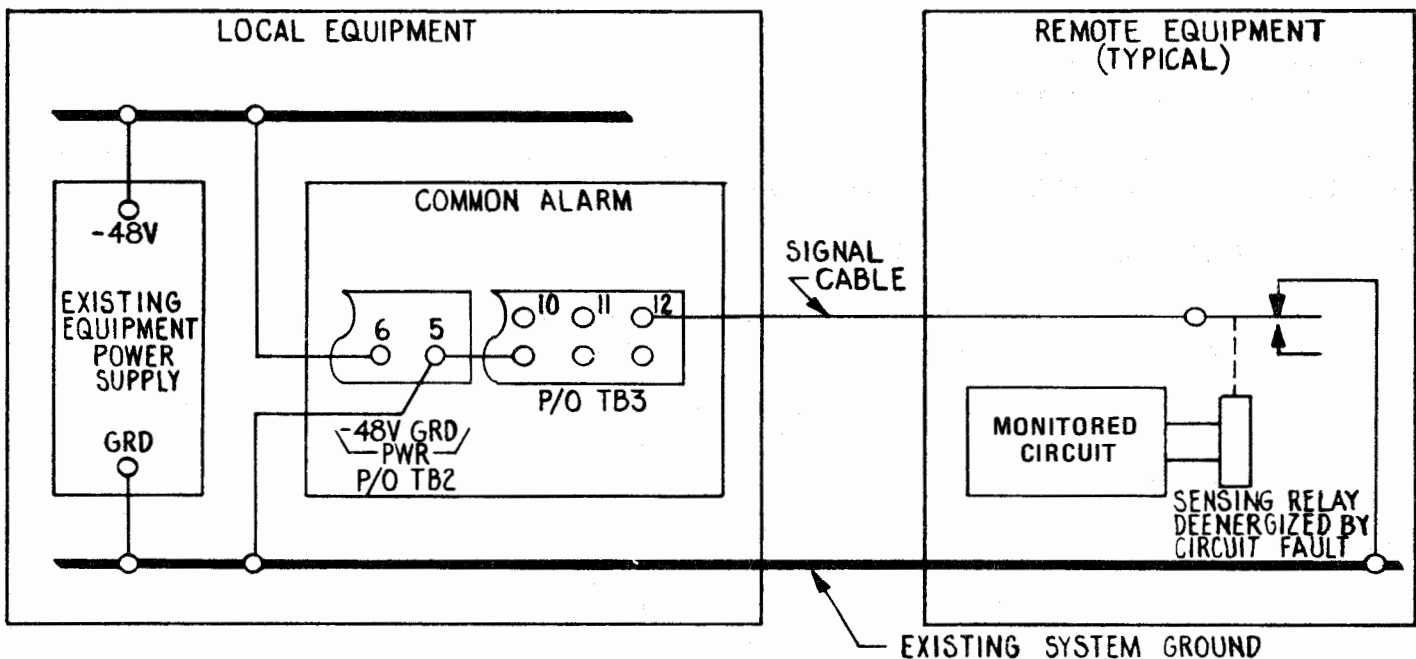 LOCAL EQUIPMENT
REMOTE EQUIPMENT
(TYPICAL)
-48V
EXISTING
EQUIPMENT
POWER
SUPPLY
GRD
COMMON ALARM
6 5
10 11 12
P/O TB3
-48V GRD
PWR
P/O TB2
SIGNAL
CABLE
MONITORED
CIRCUIT
SENSING RELAY
DEENERGIZED BY
CIRCUIT FAULT
EXISTING SYSTEM GROUND